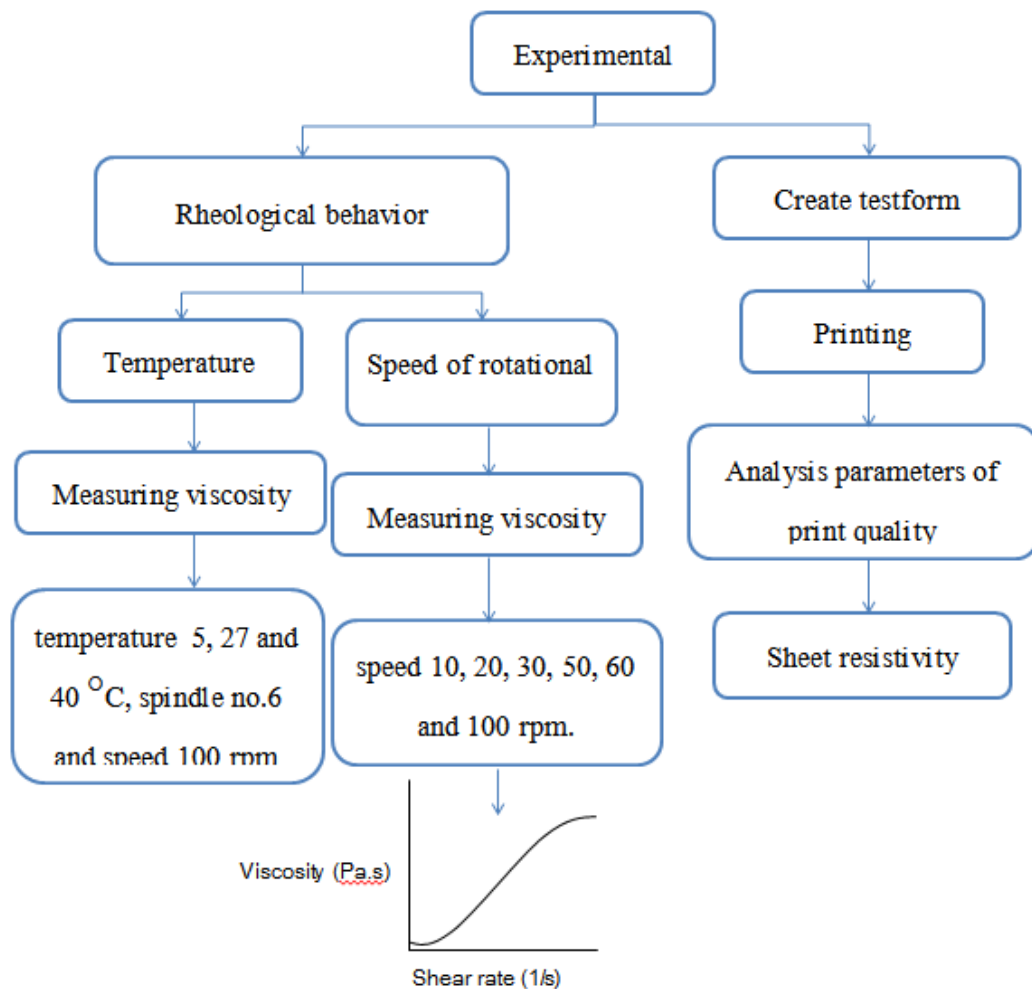 Experimental
Rheological behavior
Create testform
Temperature
Speed of rotational
Printing
Measuring viscosity
Measuring viscosity
Analysis parameters of
print quality
temperature 5, 27 and
40 °C, spindle no.6
and speed 100 rpm
speed 10, 20, 30, 50, 60
and 100 rpm.
Sheet resistivity
Viscosity (Pa.s)
Shear rate (1/s)